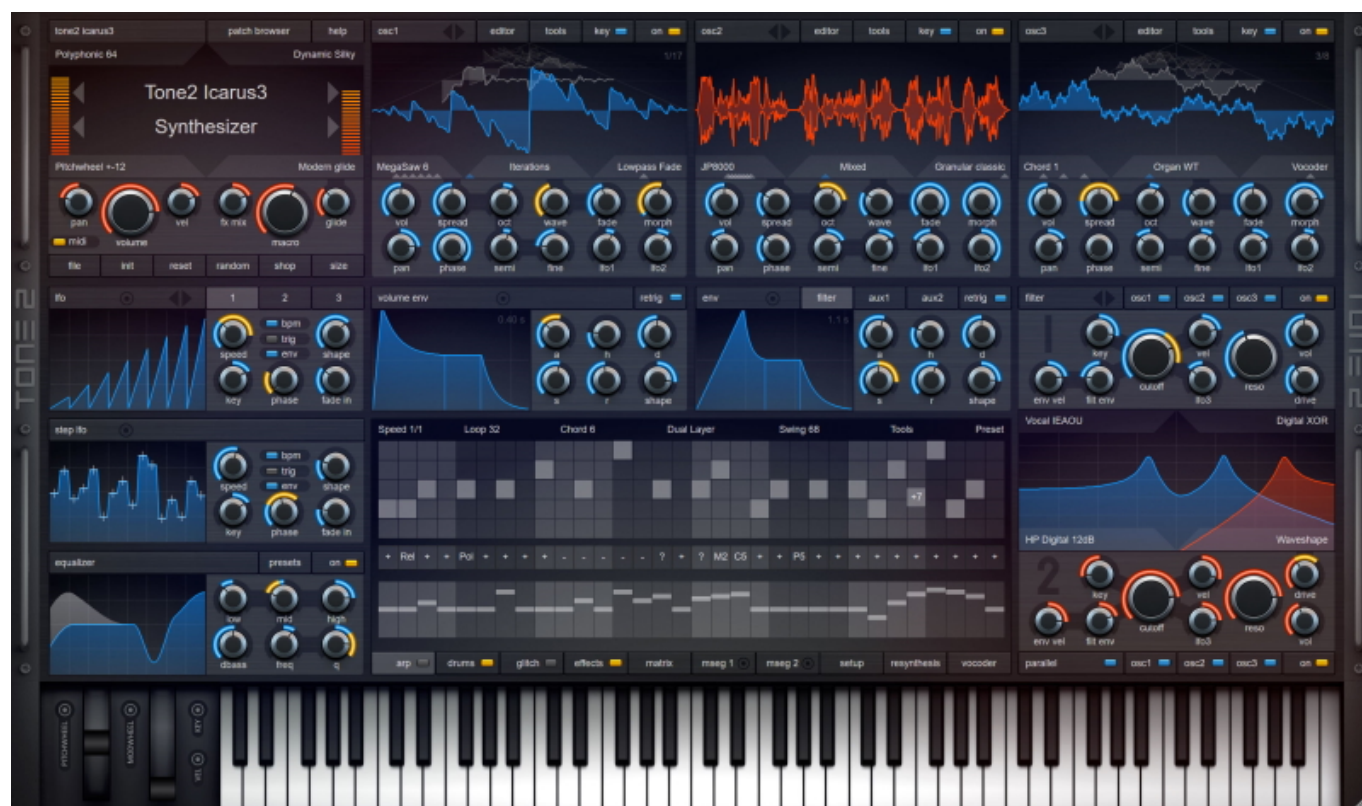 tone2 Icarus3 patch browser help
Polyphonic 64 Dynamic Silky
Tone2 Icarus3
Synthesizer
Pitchwheel +-12 Modern glide
pan volume vel fx mix macro glide
midi
file init reset random shop size
osc1 editor tools key on
1/17
MegaSaw 6 Iterations Lowpass Fade
vol spread oct wave fade morph
pan phase semi fine lfo1 lfo2
osc2 editor tools key on
JP8000 Mixed Granular classic
vol spread oct wave fade morph
pan phase semi fine lfo1 lfo2
osc3 editor tools key on
3/8
Chord 1 Organ WT Vocoder
vol spread oct wave fade morph
pan phase semi fine lfo1 lfo2
lfo 1 2 3
speed bpm trig env shape
key phase fade in
volume env retrig
0.40 s
a h d
s r shape
env filter aux1 aux2 retrig
1.1 s
a h d
s r shape
filter osc1 osc2 osc3 on
1
key cutoff vel reso vol
env vel filt env lfo3 drive
Vocal IEAOU Digital XOR
HP Digital 12dB Waveshape
2
key cutoff vel reso drive
env vel filt env lfo3 vol
parallel osc1 osc2 osc3 on
step lfo
speed bpm trig env shape
key phase fade in
equalizer presets on
low mid high
dbass freq q
Speed 1/1 Loop 32 Chord 6 Dual Layer Swing 68 Tools Preset
+7
+ Rel + + Pol + + + + - - - - - ? + ? M2 C5 + + P5 + + + + + + + + + +
arp drums glitch effects matrix mseg 1 mseg 2 setup resynthesis vocoder
TONE2
TONE2
PITCHWHEEL MODWHEEL KEY
VEL